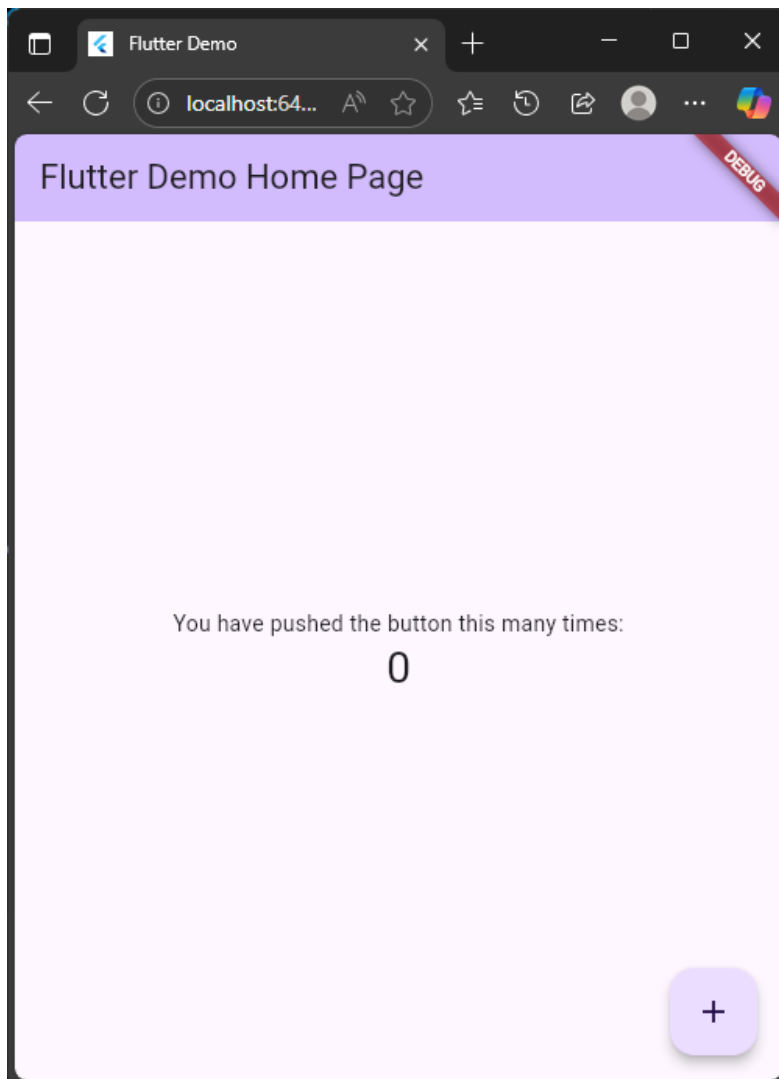 Flutter Demo
localhost:64...
Flutter Demo Home Page
DEBUG
You have pushed the button this many times:
0